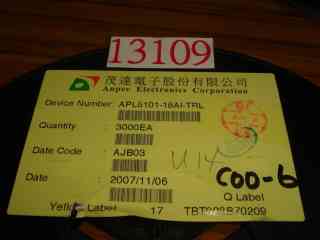 13109
茂達電子股份有限公司
Anpec Electronics Corporation
Device Number: APL5101-18AI-TRL
Quantity : 3000EA
Date Code : AJB03
U14
COO-6
Date : 2007/11/06
Q Label
Yellow Label 17